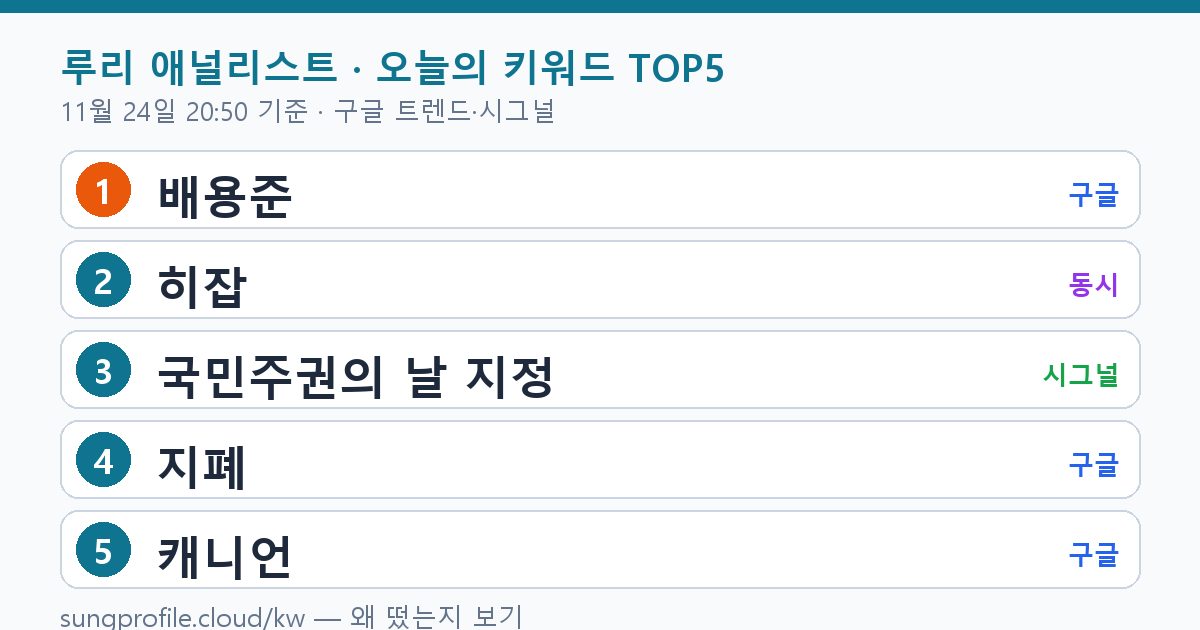 루리 애널리스트 · 오늘의 키워드 TOP5
11월 24일 20:50 기준 · 구글 트렌드·시그널
1 배용준 구글
2 히잡 동시
3 국민주권의 날 지정 시그널
4 지폐 구글
5 캐니언 구글
sungprofile.cloud/kw — 왜 떴는지 보기